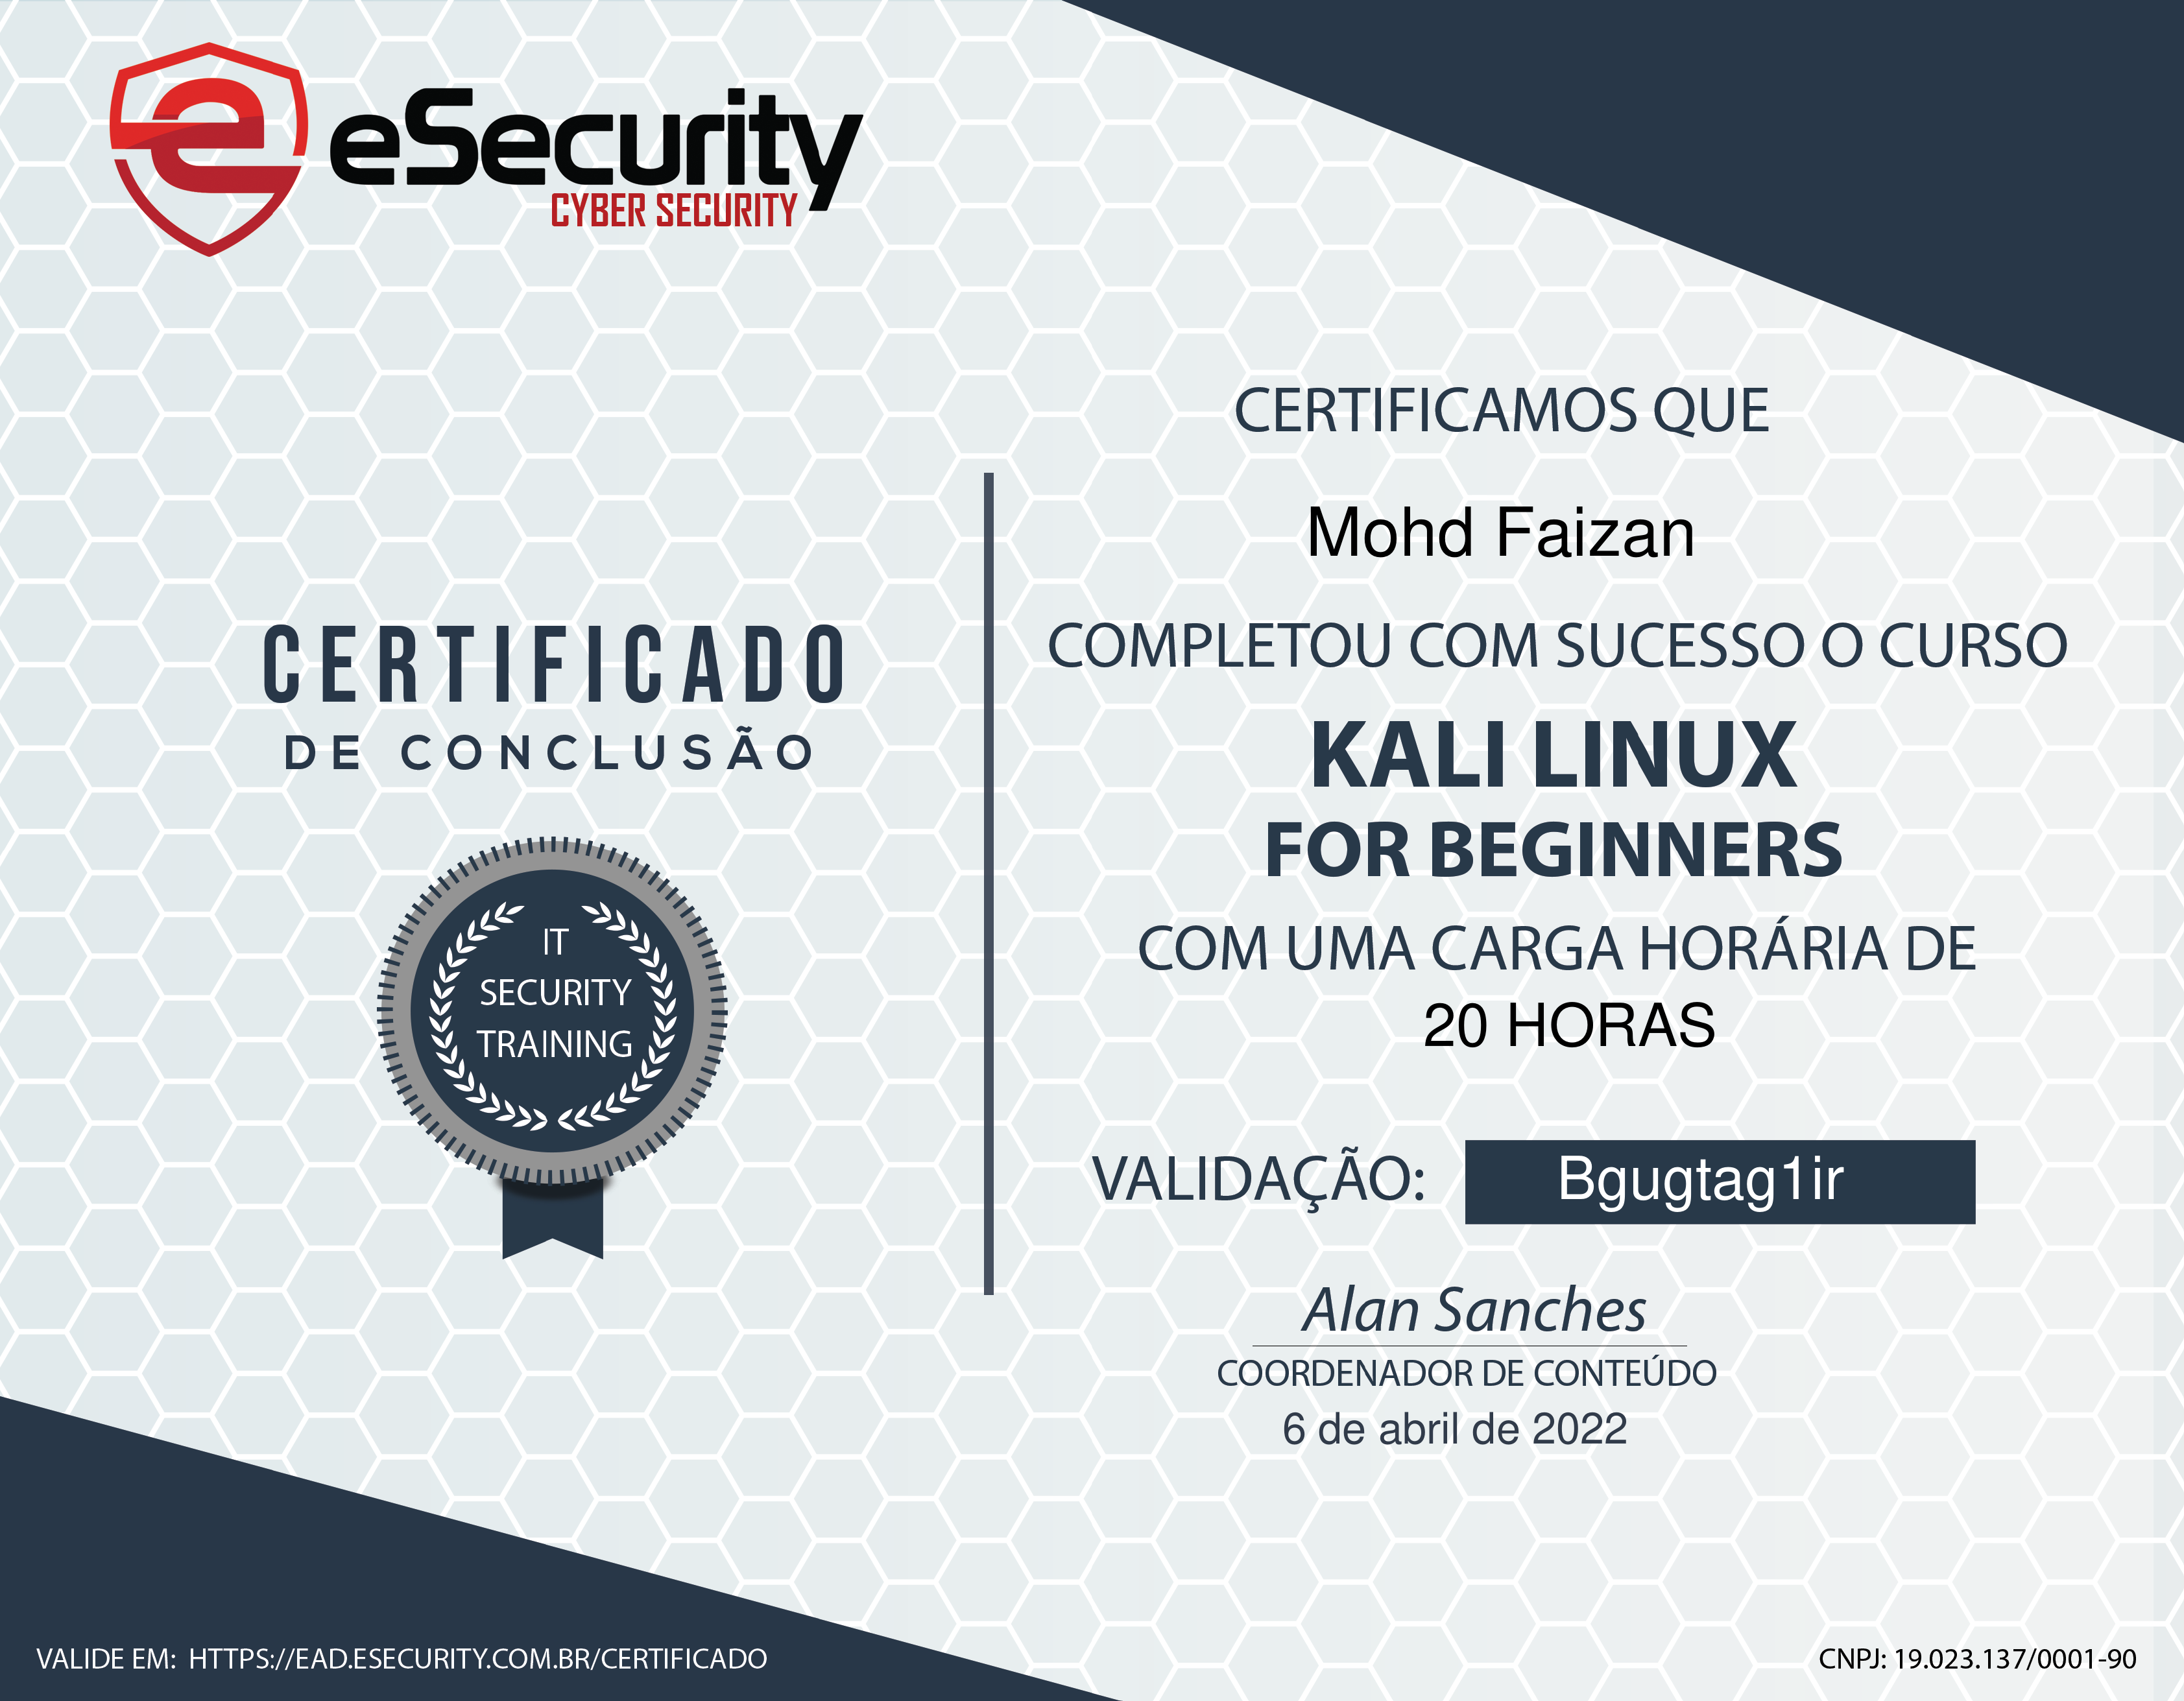 eSecurity
CYBER SECURITY
CERTIFICADO
DE CONCLUSÃO
IT
SECURITY
TRAINING
CERTIFICAMOS QUE
Mohd Faizan
COMPLETOU COM SUCESSO O CURSO
KALI LINUX
FOR BEGINNERS
COM UMA CARGA HORÁRIA DE
20 HORAS
VALIDAÇÃO: Bgugtag1ir
Alan Sanches
COORDENADOR DE CONTEÚDO
6 de abril de 2022
VALIDE EM: HTTPS://EAD.ESECURITY.COM.BR/CERTIFICADO
CNPJ: 19.023.137/0001-90